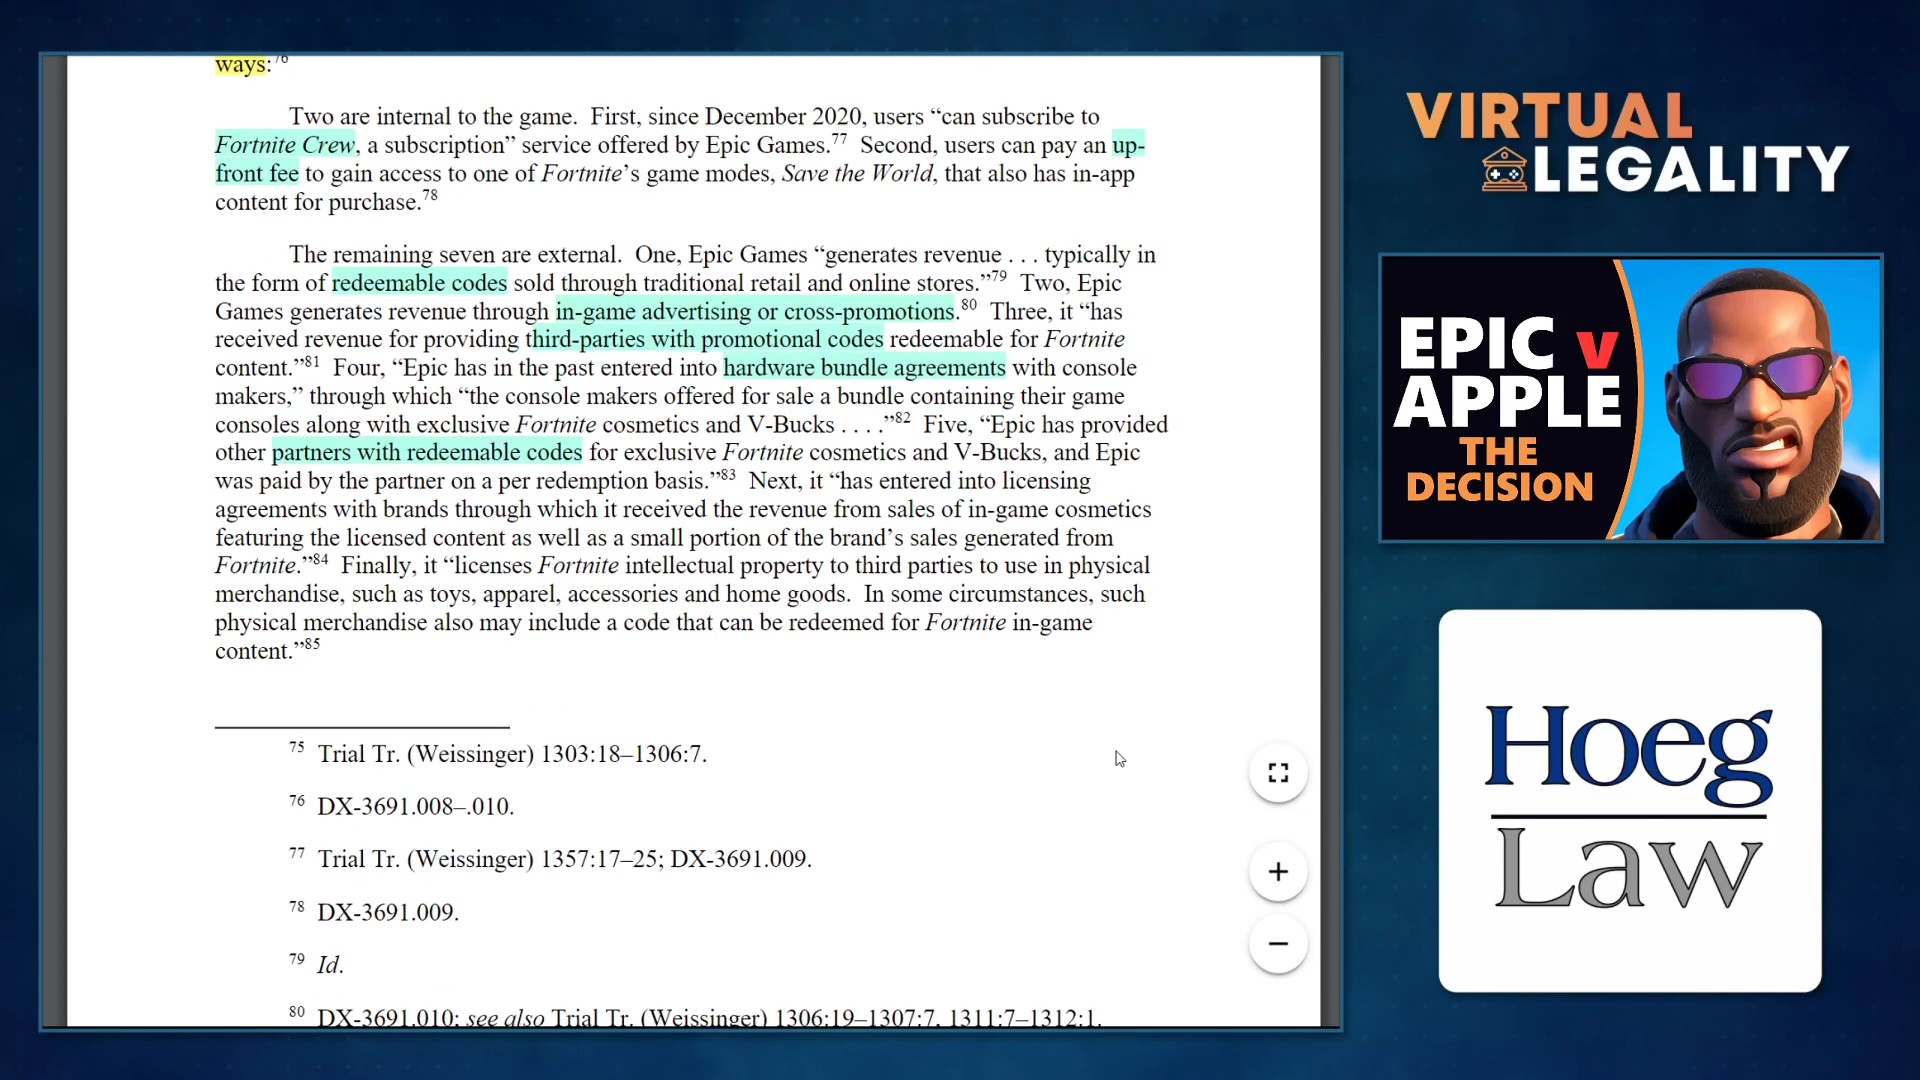 ways:76
Two are internal to the game. First, since December 2020, users “can subscribe to
Fortnite Crew, a subscription” service offered by Epic Games.77 Second, users can pay an up-
front fee to gain access to one of Fortnite’s game modes, Save the World, that also has in-app
content for purchase.78
The remaining seven are external. One, Epic Games “generates revenue . . . typically in
the form of redeemable codes sold through traditional retail and online stores.”79 Two, Epic
Games generates revenue through in-game advertising or cross-promotions.80 Three, it “has
received revenue for providing third-parties with promotional codes redeemable for Fortnite
content.”81 Four, “Epic has in the past entered into hardware bundle agreements with console
makers,” through which “the console makers offered for sale a bundle containing their game
consoles along with exclusive Fortnite cosmetics and V-Bucks . . . .”82 Five, “Epic has provided
other partners with redeemable codes for exclusive Fortnite cosmetics and V-Bucks, and Epic
was paid by the partner on a per redemption basis.”83 Next, it “has entered into licensing
agreements with brands through which it received the revenue from sales of in-game cosmetics
featuring the licensed content as well as a small portion of the brand’s sales generated from
Fortnite.”84 Finally, it “licenses Fortnite intellectual property to third parties to use in physical
merchandise, such as toys, apparel, accessories and home goods. In some circumstances, such
physical merchandise also may include a code that can be redeemed for Fortnite in-game
content.”85
75 Trial Tr. (Weissinger) 1303:18–1306:7.
76 DX-3691.008–.010.
77 Trial Tr. (Weissinger) 1357:17–25; DX-3691.009.
78 DX-3691.009.
79 Id.
80 DX-3691.010; see also Trial Tr. (Weissinger) 1306:19–1307:7, 1311:7–1312:1.
VIRTUAL
LEGALITY
EPIC v
APPLE
THE
DECISION
Hoeg
Law